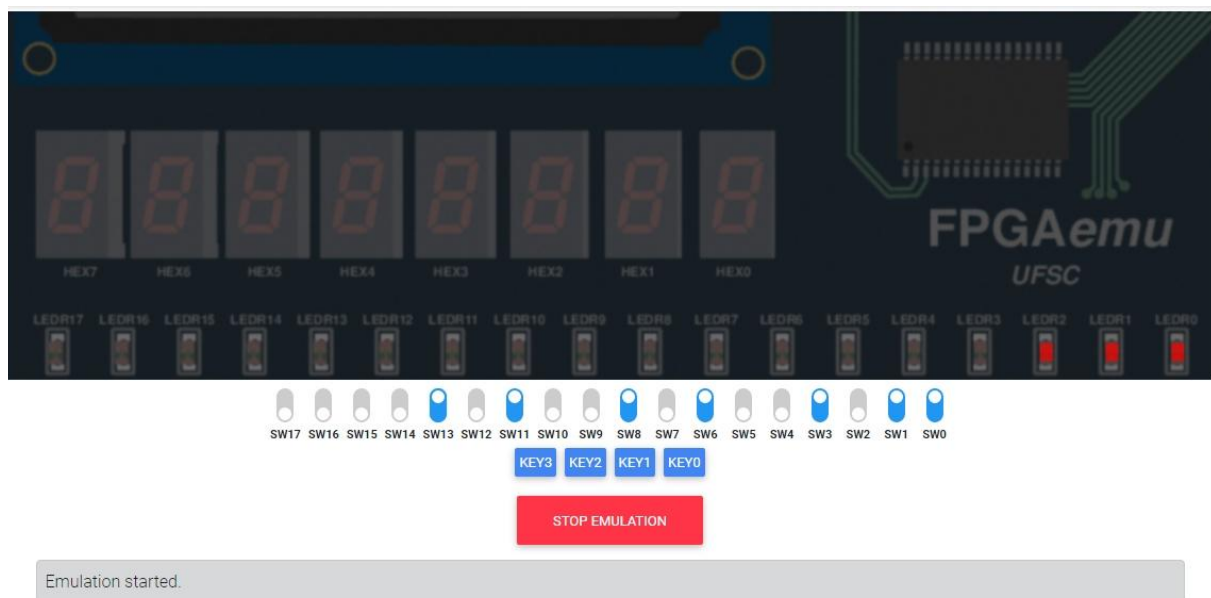 FPGAemu
UFSC
HEX7 HEX6 HEX5 HEX4 HEX3 HEX2 HEX1 HEX0
LEDR17 LEDR16 LEDR15 LEDR14 LEDR13 LEDR12 LEDR11 LEDR10 LEDR9 LEDR8 LEDR7 LEDR6 LEDR5 LEDR4 LEDR3 LEDR2 LEDR1 LEDR0
SW17 SW16 SW15 SW14 SW13 SW12 SW11 SW10 SW9 SW8 SW7 SW6 SW5 SW4 SW3 SW2 SW1 SW0
KEY3 KEY2 KEY1 KEY0
STOP EMULATION
Emulation started.